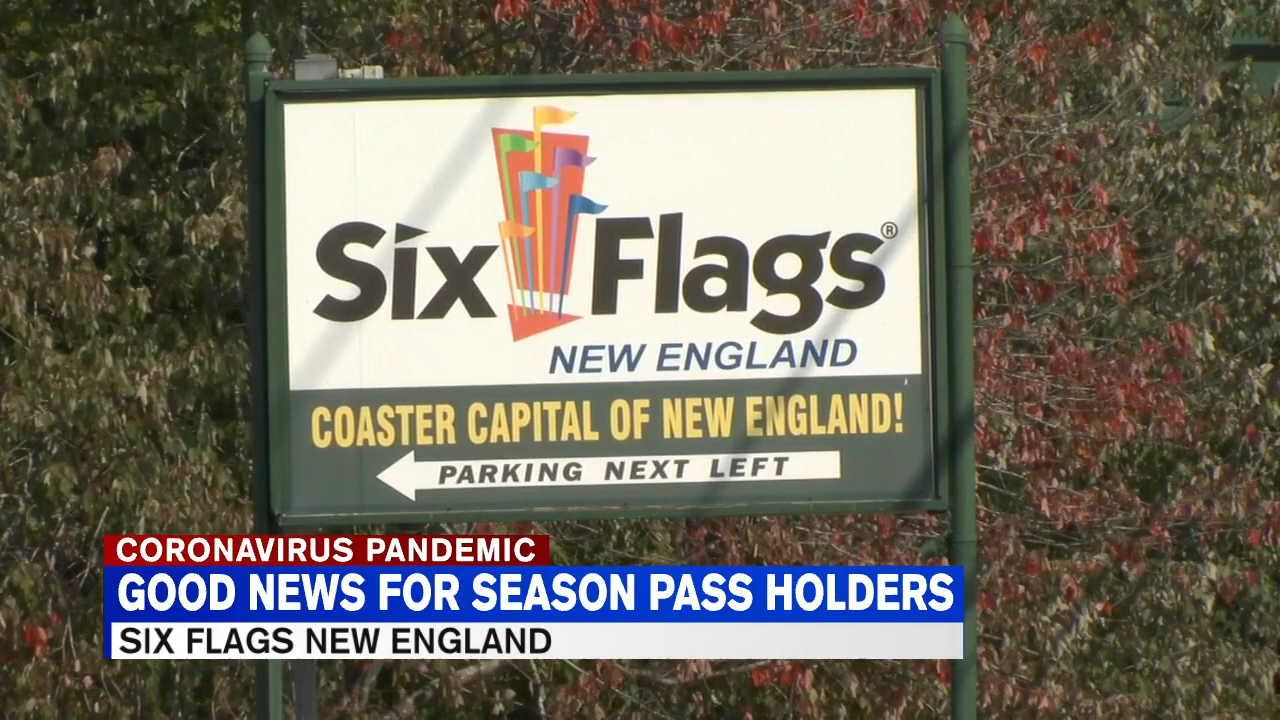 Six Flags®
NEW ENGLAND
COASTER CAPITAL OF NEW ENGLAND!
PARKING NEXT LEFT
CORONAVIRUS PANDEMIC
GOOD NEWS FOR SEASON PASS HOLDERS
SIX FLAGS NEW ENGLAND